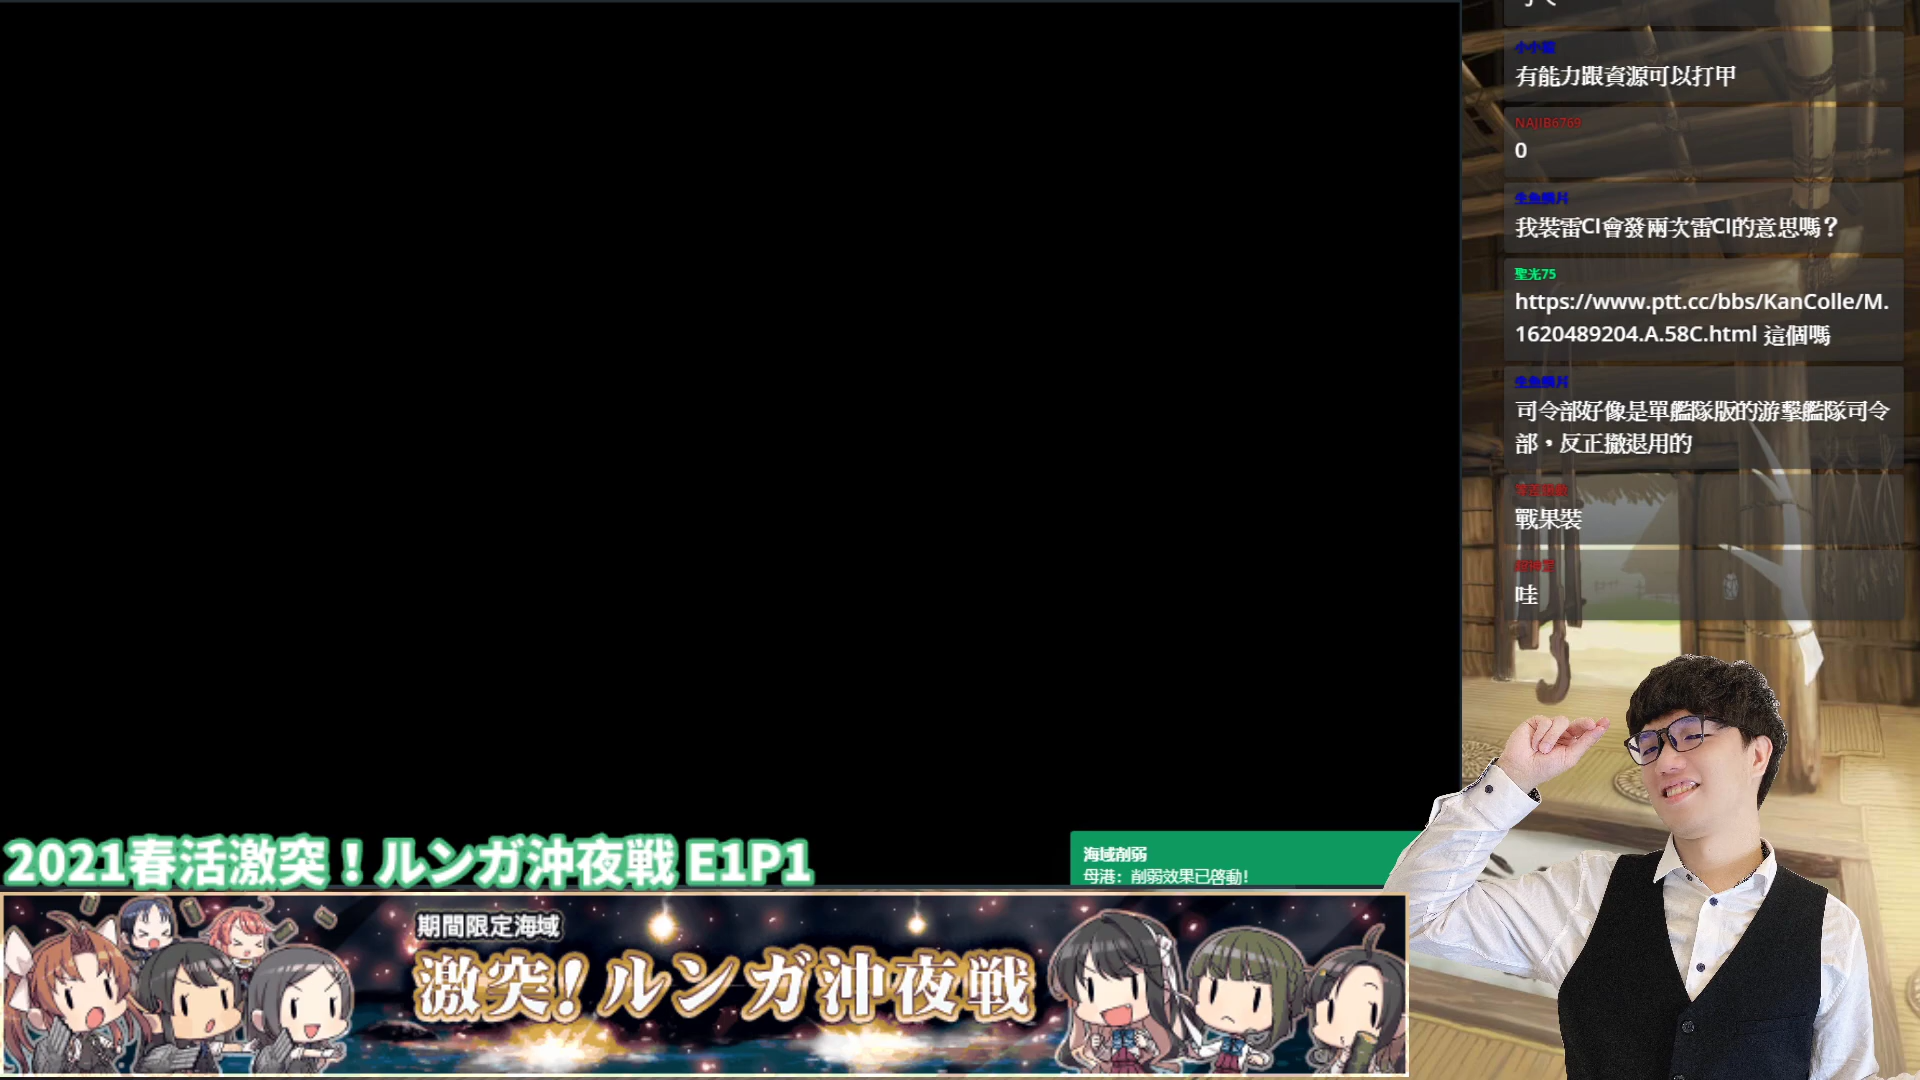 小小
有能力跟資源可以打甲
NAJIB6769
0
生魚
我裝雷CI會發兩次雷CI的意思嗎？
聖光75
https://www.ptt.cc/bbs/KanColle/M.
1620489204.A.58C.html 這個嗎
生魚
司令部好像是單艦隊版的游擊艦隊司令
部，反正撤退用的
戰果裝
哇
2021春活激突！ルンガ沖夜戦 E1P1
海域削弱
母港：削弱效果已啓動！
期間限定海域
激突！ルンガ沖夜戦